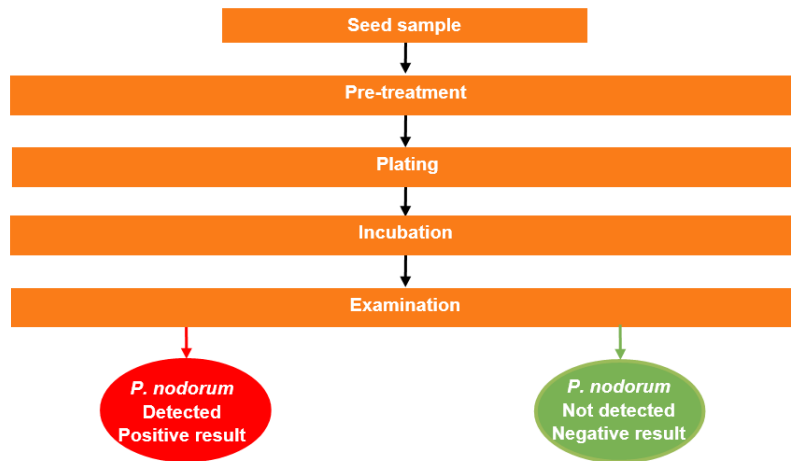 Seed sample
Pre-treatment
Plating
Incubation
Examination
P. nodorum
Detected
Positive result
P. nodorum
Not detected
Negative result